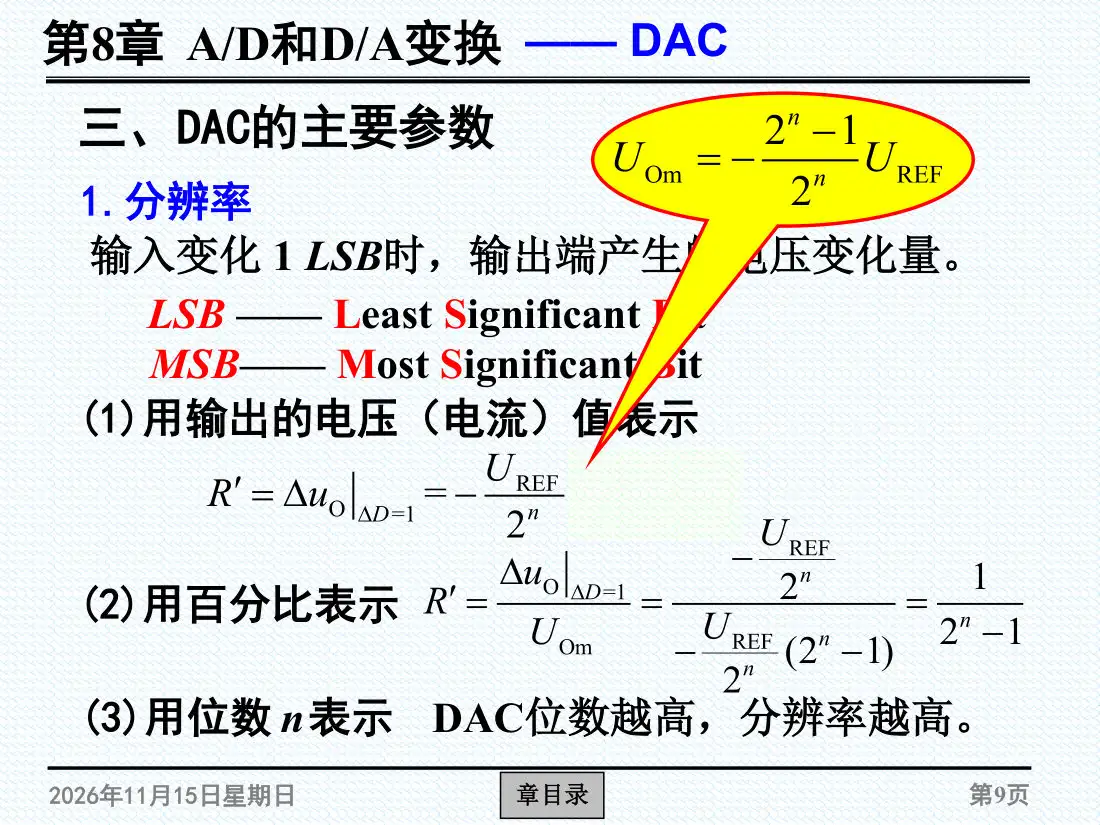 第8章 A/D和D/A变换 —— DAC
三、DAC的主要参数
U_Om = −(2^n −1)/(2^n) U_REF
1.分辨率
输入变化 1 LSB时，输出端产生 电压变化量。
LSB —— Least Significant
MSB—— Most Significant Bit
(1)用输出的电压（电流）值表示
R′ = Δu_O|_ΔD=1 = −U_REF/2^n
(2)用百分比表示 R′ = (Δu_O|_ΔD=1)/U_Om = (−U_REF/2^n)/(−U_REF/2^n (2^n −1)) = 1/(2^n −1)
(3)用位数 n表示 DAC位数越高，分辨率越高。
2026年11月15日星期日 章目录 第9页